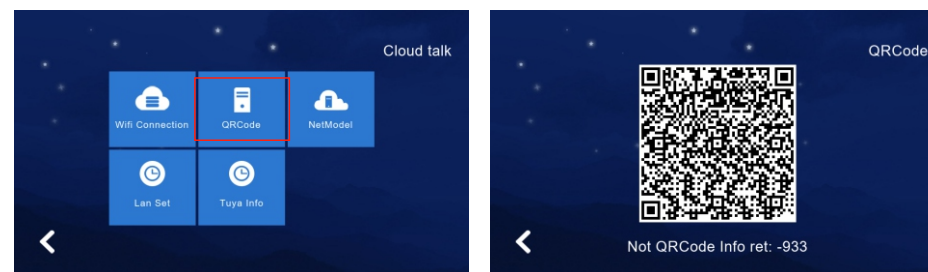 Cloud talk
Wifi Connection
QRCode
NetModel
Lan Set
Tuya Info
QRCode
Not QRCode Info ret: -933